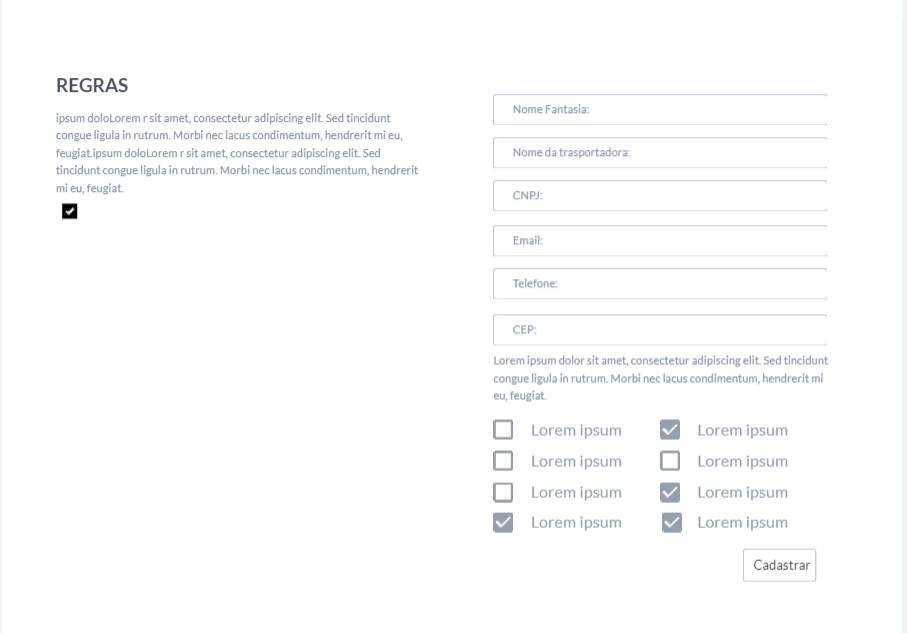 REGRAS
ipsum doloLorem r sit amet, consectetur adipiscing elit. Sed tincidunt
congue ligula in rutrum. Morbi nec lacus condimentum, hendrerit mi eu,
feugiat.ipsum doloLorem r sit amet, consectetur adipiscing elit. Sed
tincidunt congue ligula in rutrum. Morbi nec lacus condimentum, hendrerit
mi eu, feugiat.
Nome Fantasia:
Nome da trasportadora:
CNPJ:
Email:
Telefone:
CEP:
Lorem ipsum dolor sit amet, consectetur adipiscing elit. Sed tincidunt
congue ligula in rutrum. Morbi nec lacus condimentum, hendrerit mi
eu, feugiat.
Lorem ipsum Lorem ipsum
Lorem ipsum Lorem ipsum
Lorem ipsum Lorem ipsum
Lorem ipsum Lorem ipsum
Cadastrar